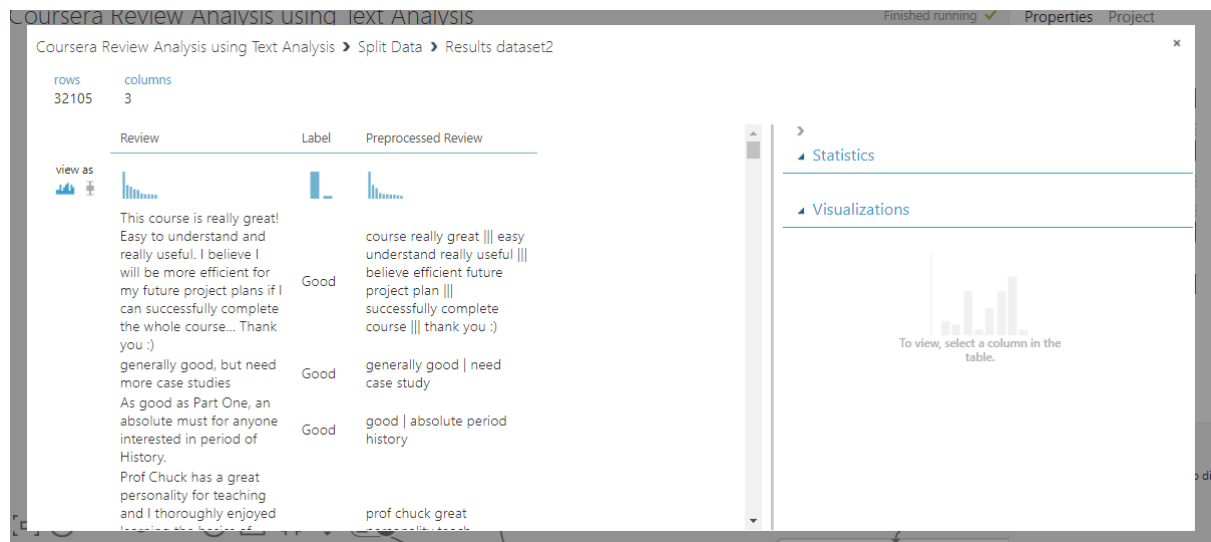 Coursera Review Analysis using Text Analysis
Finished running ✓
Properties Project
Coursera Review Analysis using Text Analysis > Split Data > Results dataset2
×
rows columns
32105 3
Review Label Preprocessed Review
view as
This course is really great!
Easy to understand and
really useful. I believe I
will be more efficient for
my future project plans if I
can successfully complete
the whole course... Thank
you :)
Good
course really great ||| easy
understand really useful |||
believe efficient future
project plan |||
successfully complete
course ||| thank you :)
generally good, but need
more case studies
Good
generally good | need
case study
As good as Part One, an
absolute must for anyone
interested in period of
History.
Good
good | absolute period
history
Prof Chuck has a great
personality for teaching
and I thoroughly enjoyed
learning the basics of
prof chuck great
personality teach
Statistics
Visualizations
To view, select a column in the
table.